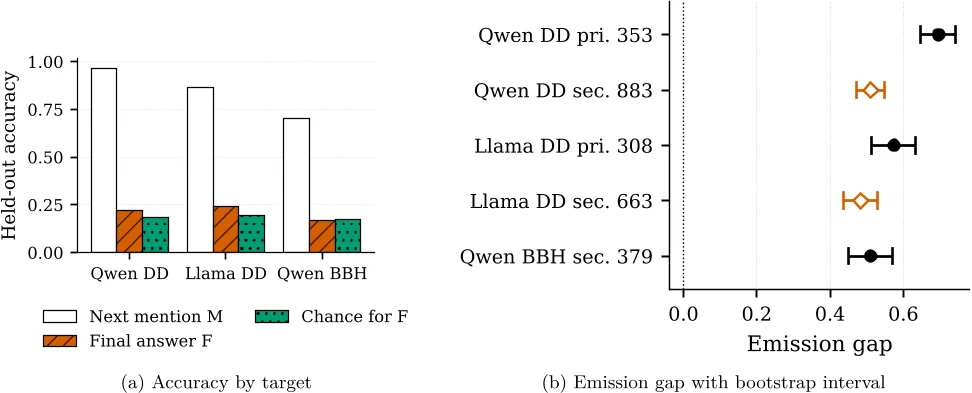 Held-out accuracy
1.00
0.75
0.50
0.25
0.00
Qwen DD
Llama DD
Qwen BBH
Next mention M
Chance for F
Final answer F
(a) Accuracy by target
Qwen DD pri. 353
Qwen DD sec. 883
Llama DD pri. 308
Llama DD sec. 663
Qwen BBH sec. 379
0.0
0.2
0.4
0.6
Emission gap
(b) Emission gap with bootstrap interval